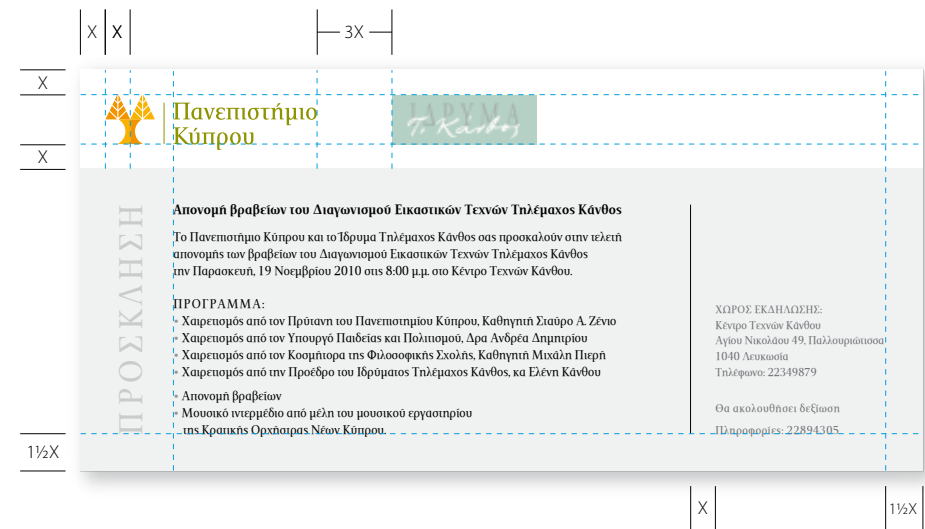 X X 3X
X
Πανεπιστήμιο
Κύπρου
ΙΔΡΥΜΑ
Τ. Κάνθος
X
ΠΡΟΣΚΛΗΣΗ
Απονομή βραβείων του Διαγωνισμού Εικαστικών Τεχνών Τηλέμαχος Κάνθος
Το Πανεπιστήμιο Κύπρου και το Ίδρυμα Τηλέμαχος Κάνθος σας προσκαλούν στην τελετή
απονομής των βραβείων του Διαγωνισμού Εικαστικών Τεχνών Τηλέμαχος Κάνθος
την Παρασκευή, 19 Νοεμβρίου 2010 στις 8:00 μ.μ. στο Κέντρο Τεχνών Κάνθου.
ΠΡΟΓΡΑΜΜΑ:
• Χαιρετισμός από τον Πρύτανη του Πανεπιστημίου Κύπρου, Καθηγητή Σταύρο Α. Ζένιο
• Χαιρετισμός από τον Υπουργό Παιδείας και Πολιτισμού, Δρα Ανδρέα Δημητρίου
• Χαιρετισμός από τον Κοσμήτορα της Φιλοσοφικής Σχολής, Καθηγητή Μιχάλη Πιερή
• Χαιρετισμός από την Προέδρο του Ιδρύματος Τηλέμαχος Κάνθος, κα Ελένη Κάνθου
• Απονομή βραβείων
• Μουσικό ιντερμέδιο από μέλη του μουσικού εργαστηρίου
της Κρατικής Ορχήστρας Νέων Κύπρου.
ΧΩΡΟΣ ΕΚΔΗΛΩΣΗΣ:
Κέντρο Τεχνών Κάνθου
Αγίου Νικολάου 49, Παλλουριώτισσα
1040 Λευκωσία
Τηλέφωνο: 22349879
Θα ακολουθήσει δεξίωση
Πληροφορίες: 22894305
1½X
X 1½X